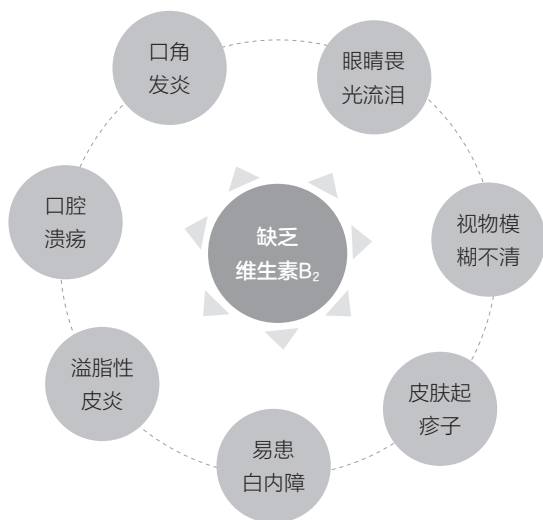 口角
发炎
眼睛畏
光流泪
口腔
溃疡
缺乏
维生素B₂
视物模
糊不清
溢脂性
皮炎
皮肤起
疹子
易患
白内障